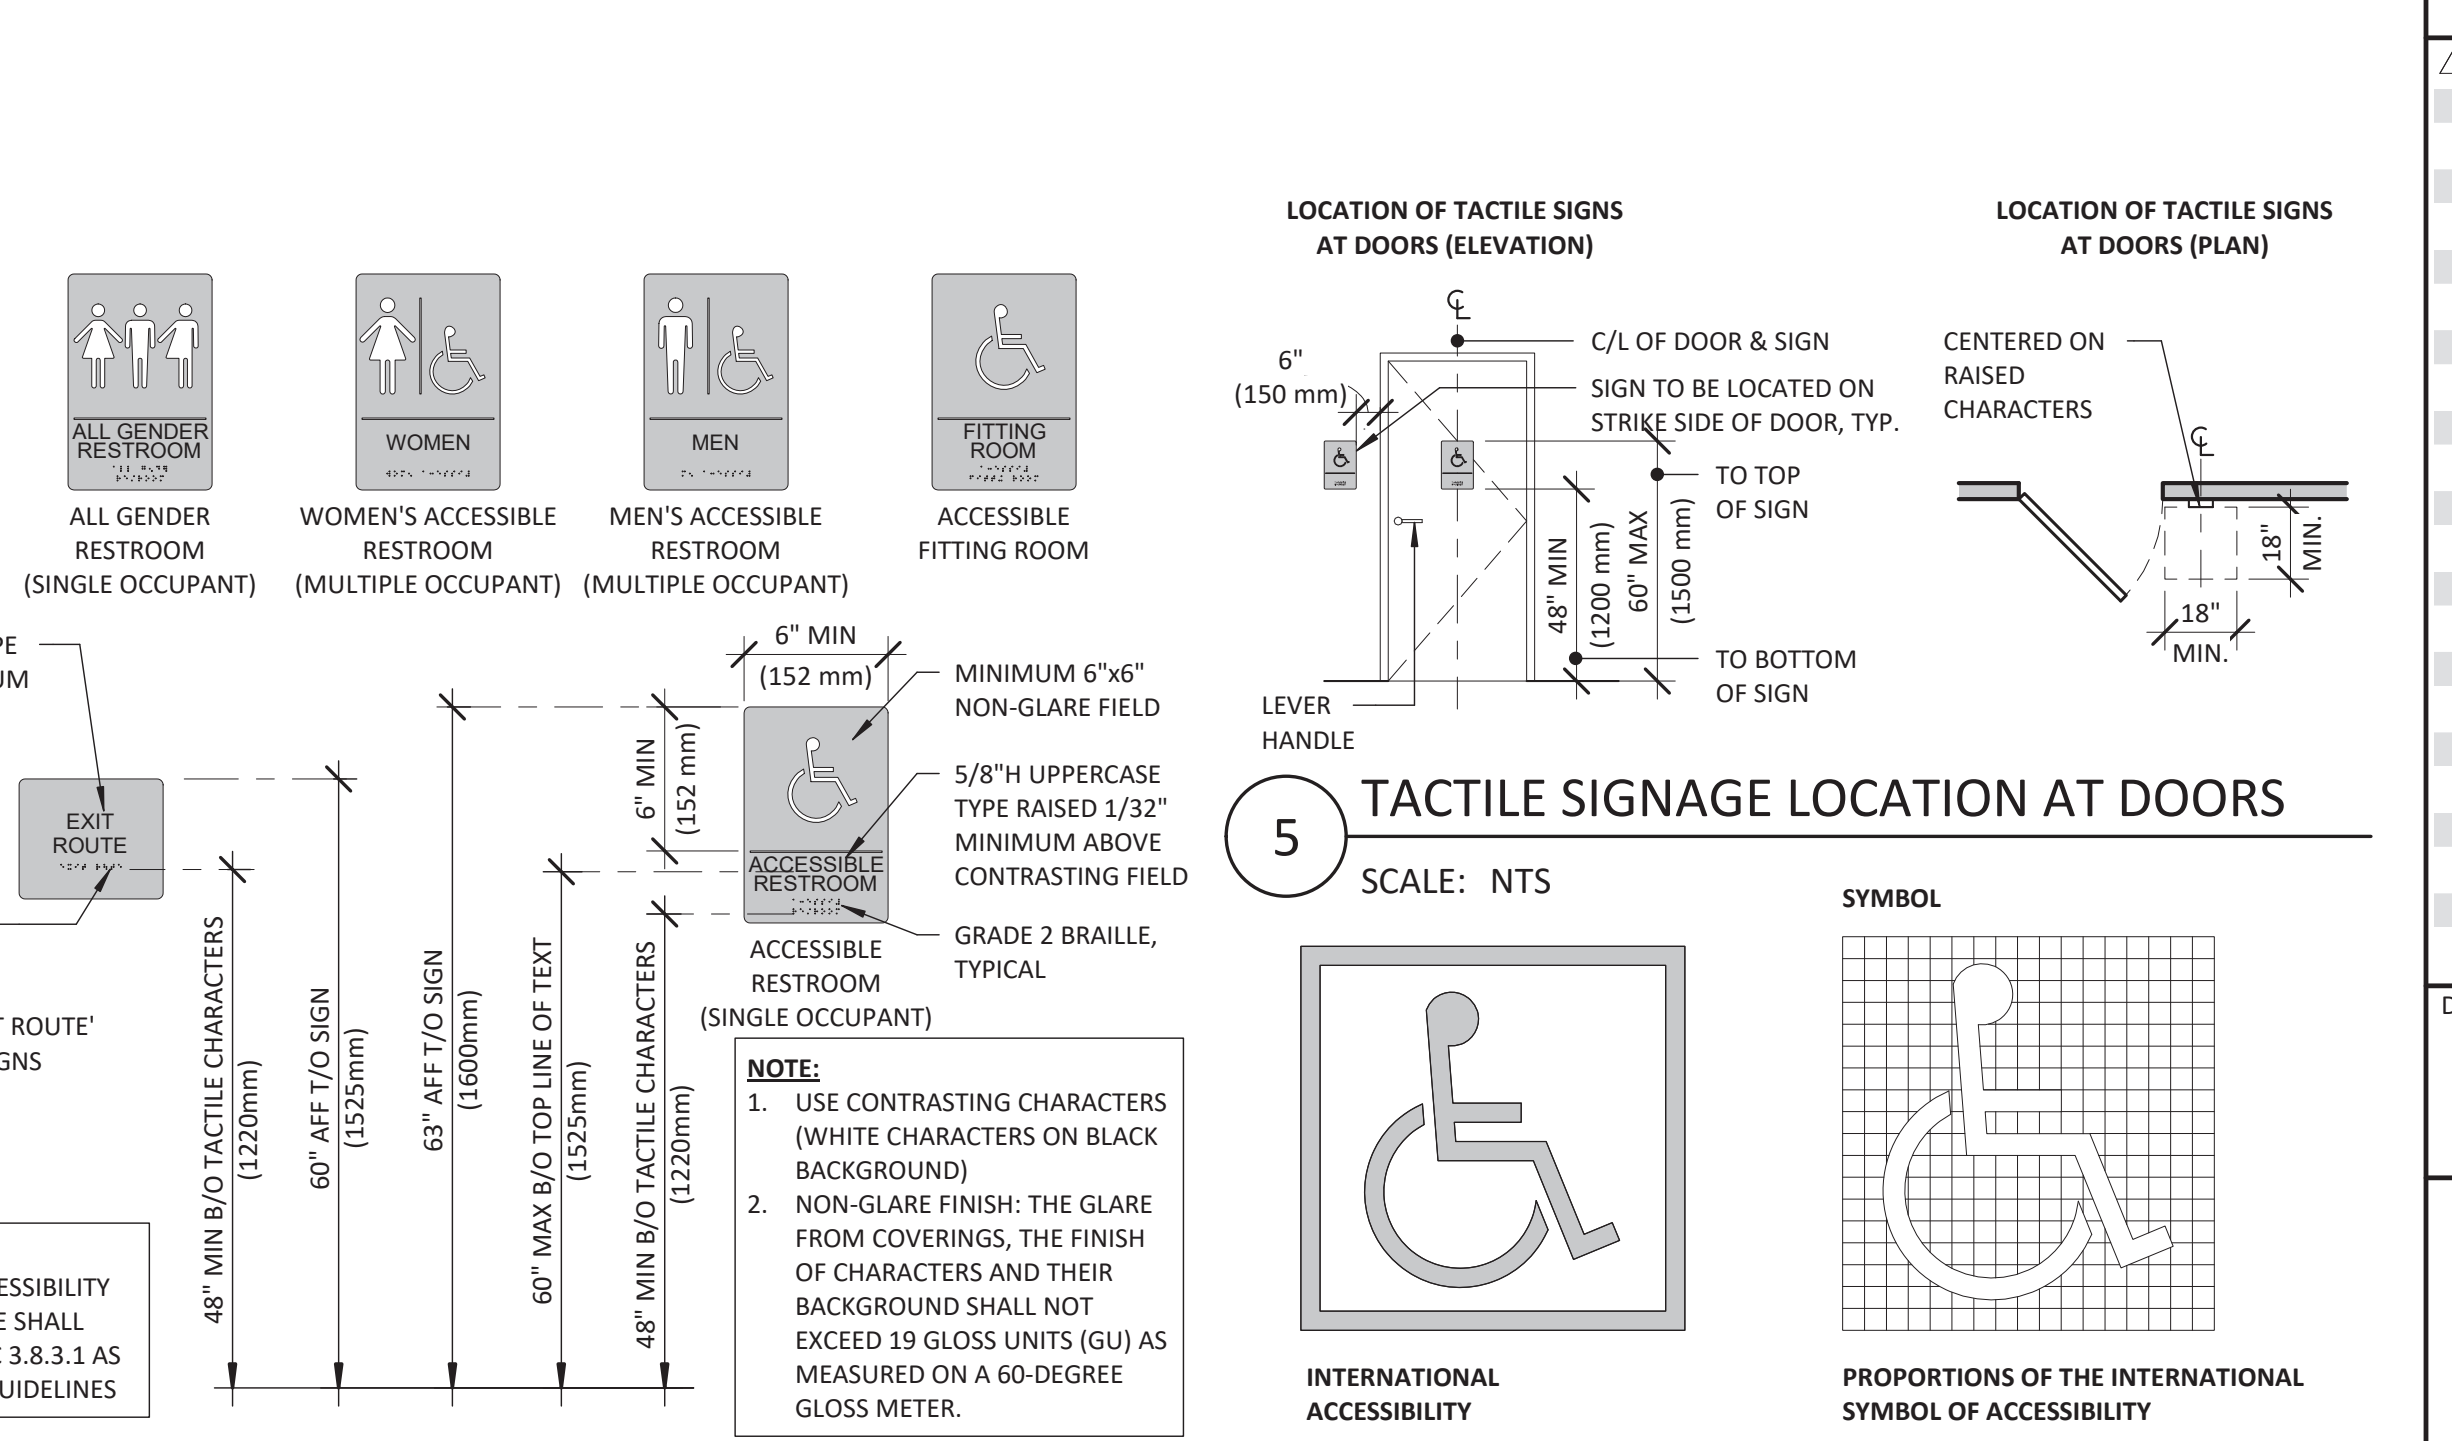 LOCATION OF TACTILE SIGNS
AT DOORS (ELEVATION)
LOCATION OF TACTILE SIGNS
AT DOORS (PLAN)
ALL GENDER
RESTROOM
WOMEN
MEN
FITTING
ROOM
ALL GENDER
RESTROOM
(SINGLE OCCUPANT)
WOMEN'S ACCESSIBLE
RESTROOM
(MULTIPLE OCCUPANT)
MEN'S ACCESSIBLE
RESTROOM
(MULTIPLE OCCUPANT)
ACCESSIBLE
FITTING ROOM
6"
(150 mm)
C/L OF DOOR & SIGN
SIGN TO BE LOCATED ON
STRIKE SIDE OF DOOR, TYP.
TO TOP
OF SIGN
48" MIN
(1200 mm)
60" MAX
(1500 mm)
TO BOTTOM
OF SIGN
LEVER
HANDLE
CENTERED ON
RAISED
CHARACTERS
18"
MIN.
18"
MIN.
5
TACTILE SIGNAGE LOCATION AT DOORS
SCALE: NTS
EXIT
ROUTE
T ROUTE'
48" MIN B/O TACTILE CHARACTERS
(1220mm)
60" AFF T/O SIGN
(1525mm)
63" AFF T/O SIGN
(1600mm)
60" MAX B/O TOP LINE OF TEXT
(1525mm)
48" MIN B/O TACTILE CHARACTERS
(1220mm)
6" MIN
(152 mm)
6" MIN
(152 mm)
ACCESSIBLE
RESTROOM
MINIMUM 6"x6"
NON-GLARE FIELD
5/8"H UPPERCASE
TYPE RAISED 1/32"
MINIMUM ABOVE
CONTRASTING FIELD
GRADE 2 BRAILLE,
TYPICAL
ACCESSIBLE
RESTROOM
(SINGLE OCCUPANT)
ESSIBILITY
E SHALL
3.8.3.1 AS
UIDELINES
NOTE:
1. USE CONTRASTING CHARACTERS
(WHITE CHARACTERS ON BLACK
BACKGROUND)
2. NON-GLARE FINISH: THE GLARE
FROM COVERINGS, THE FINISH
OF CHARACTERS AND THEIR
BACKGROUND SHALL NOT
EXCEED 19 GLOSS UNITS (GU) AS
MEASURED ON A 60-DEGREE
GLOSS METER.
INTERNATIONAL
ACCESSIBILITY
SYMBOL
PROPORTIONS OF THE INTERNATIONAL
SYMBOL OF ACCESSIBILITY